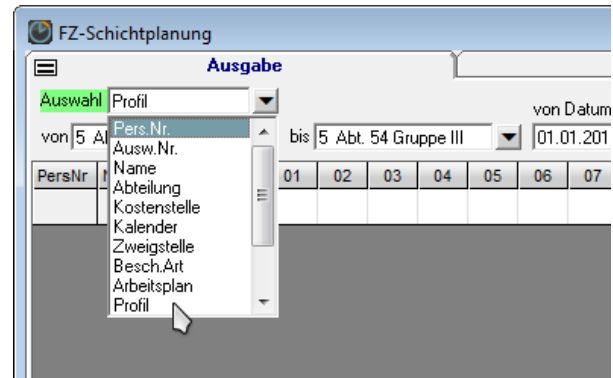 FZ-Schichtplanung
Ausgabe
Auswahl Profil
von Datum
von 5 A bis 5 Abt. 54 Gruppe III 01.01.201
PersNr 01 02 03 04 05 06 07
Pers.Nr.
Ausw.Nr.
Name
Abteilung
Kostenstelle
Kalender
Zweigstelle
Besch.Art
Arbeitsplan
Profil